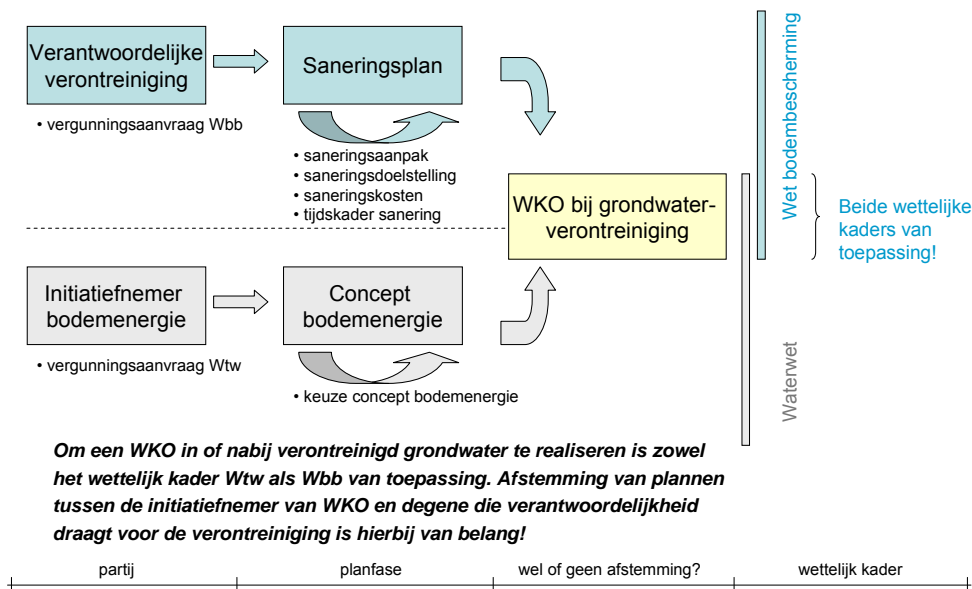 Verantwoordelijke
verontreiniging
• vergunningsaanvraag Wbb
Saneringsplan
• saneringsaanpak
• saneringsdoelstelling
• saneringskosten
• tijdskader sanering
WKO bij grondwater-
verontreiniging
Wet bodembescherming
Beide wettelijke
kaders van
toepassing!
Initiatiefnemer
bodemenergie
• vergunningsaanvraag Wtw
Concept
bodemenergie
• keuze concept bodemenergie
Waterwet
Om een WKO in of nabij verontreinigd grondwater te realiseren is zowel
het wettelijk kader Wtw als Wbb van toepassing. Afstemming van plannen
tussen de initiatiefnemer van WKO en degene die verantwoordelijkheid
draagt voor de verontreiniging is hierbij van belang!
partij
planfase
wel of geen afstemming?
wettelijk kader